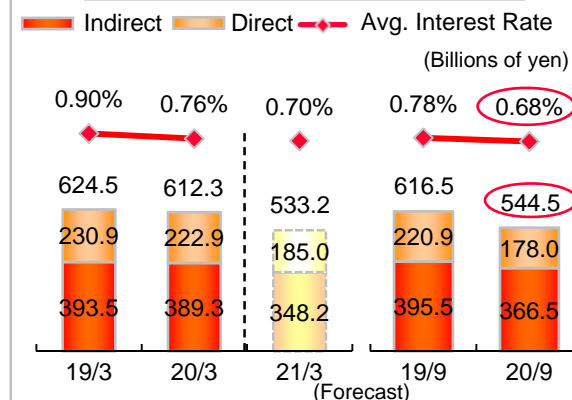 Indirect Direct Avg. Interest Rate
(Billions of yen)
0.90% 0.76% 0.70% 0.78% 0.68%
624.5 612.3 533.2 616.5 544.5
230.9 222.9 185.0 220.9 178.0
393.5 389.3 348.2 395.5 366.5
19/3 20/3 21/3 19/9 20/9
(Forecast)